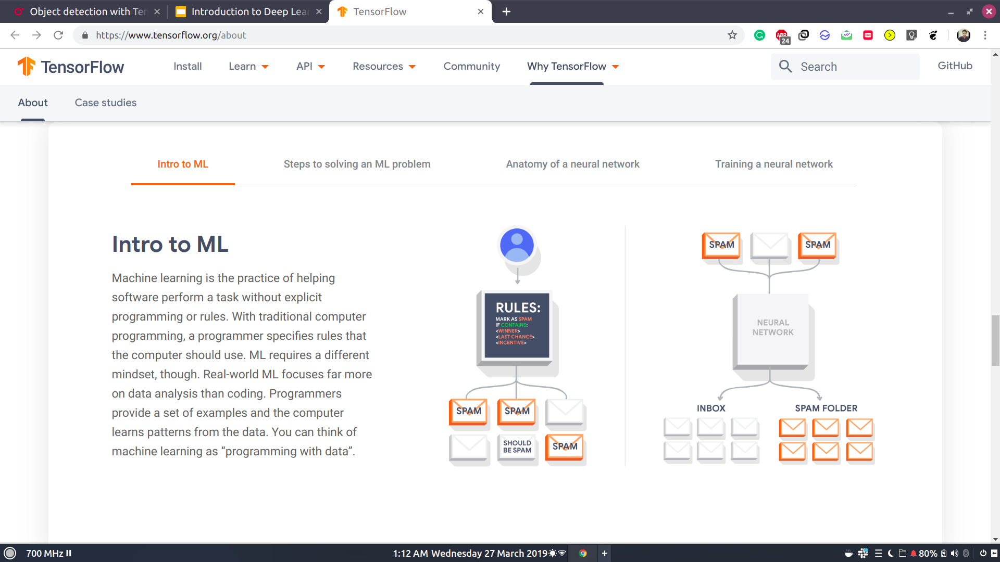 Object detection with Ten
Introduction to Deep Lea
TensorFlow
https://www.tensorflow.org/about
ABP
24
TensorFlow
Install
Learn
API
Resources
Community
Why TensorFlow
Search
GitHub
About
Case studies
Intro to ML
Steps to solving an ML problem
Anatomy of a neural network
Training a neural network
Intro to ML
Machine learning is the practice of helping
software perform a task without explicit
programming or rules. With traditional computer
programming, a programmer specifies rules that
the computer should use. ML requires a different
mindset, though. Real-world ML focuses far more
on data analysis than coding. Programmers
provide a set of examples and the computer
learns patterns from the data. You can think of
machine learning as “programming with data”.
RULES:
MARK AS SPAM
IF CONTAINS:
<WINNER>
<LAST CHANCE>
<INCENTIVE>
SPAM
SPAM
SHOULD
BE SPAM
SPAM
SPAM
SPAM
NEURAL
NETWORK
INBOX
SPAM FOLDER
700 MHz
1:12 AM Wednesday 27 March 2019
80%